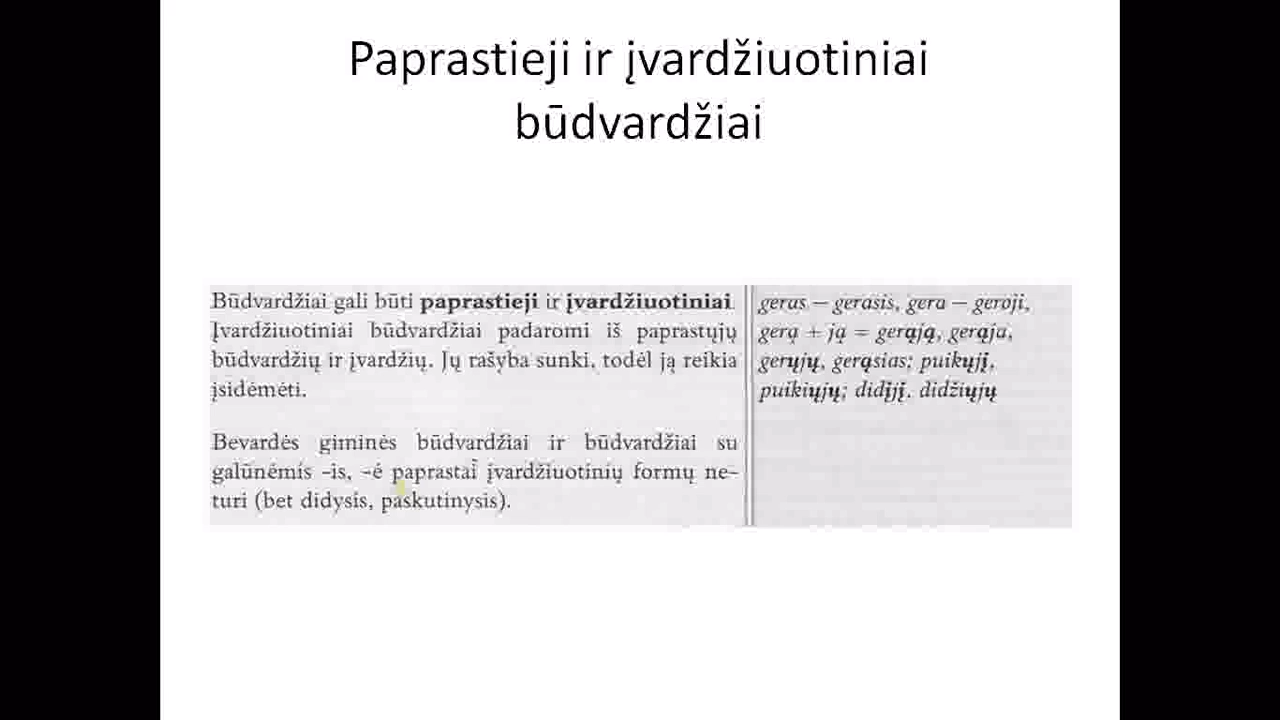 Paprastieji ir įvardžiuotiniai
būdvardžiai
Būdvardžiai gali būti paprastieji ir įvardžiuotiniai.
Įvardžiuotiniai būdvardžiai padaromi iš paprastųjų
būdvardžių ir įvardžių. Jų rašyba sunki, todėl ją reikia
įsidėmėti.
Bevardės giminės būdvardžiai ir būdvardžiai su
galūnėmis –is, –ė paprastai įvardžiuotinių formų ne–
turi (bet didysis, paskutinysis).
geras – gerasis, gera – geroji,
gerą + ją = gerąją, gerąja,
gerųjų, gerąsias; puikųjį,
puikiųjų; didįjį, didžiųjų